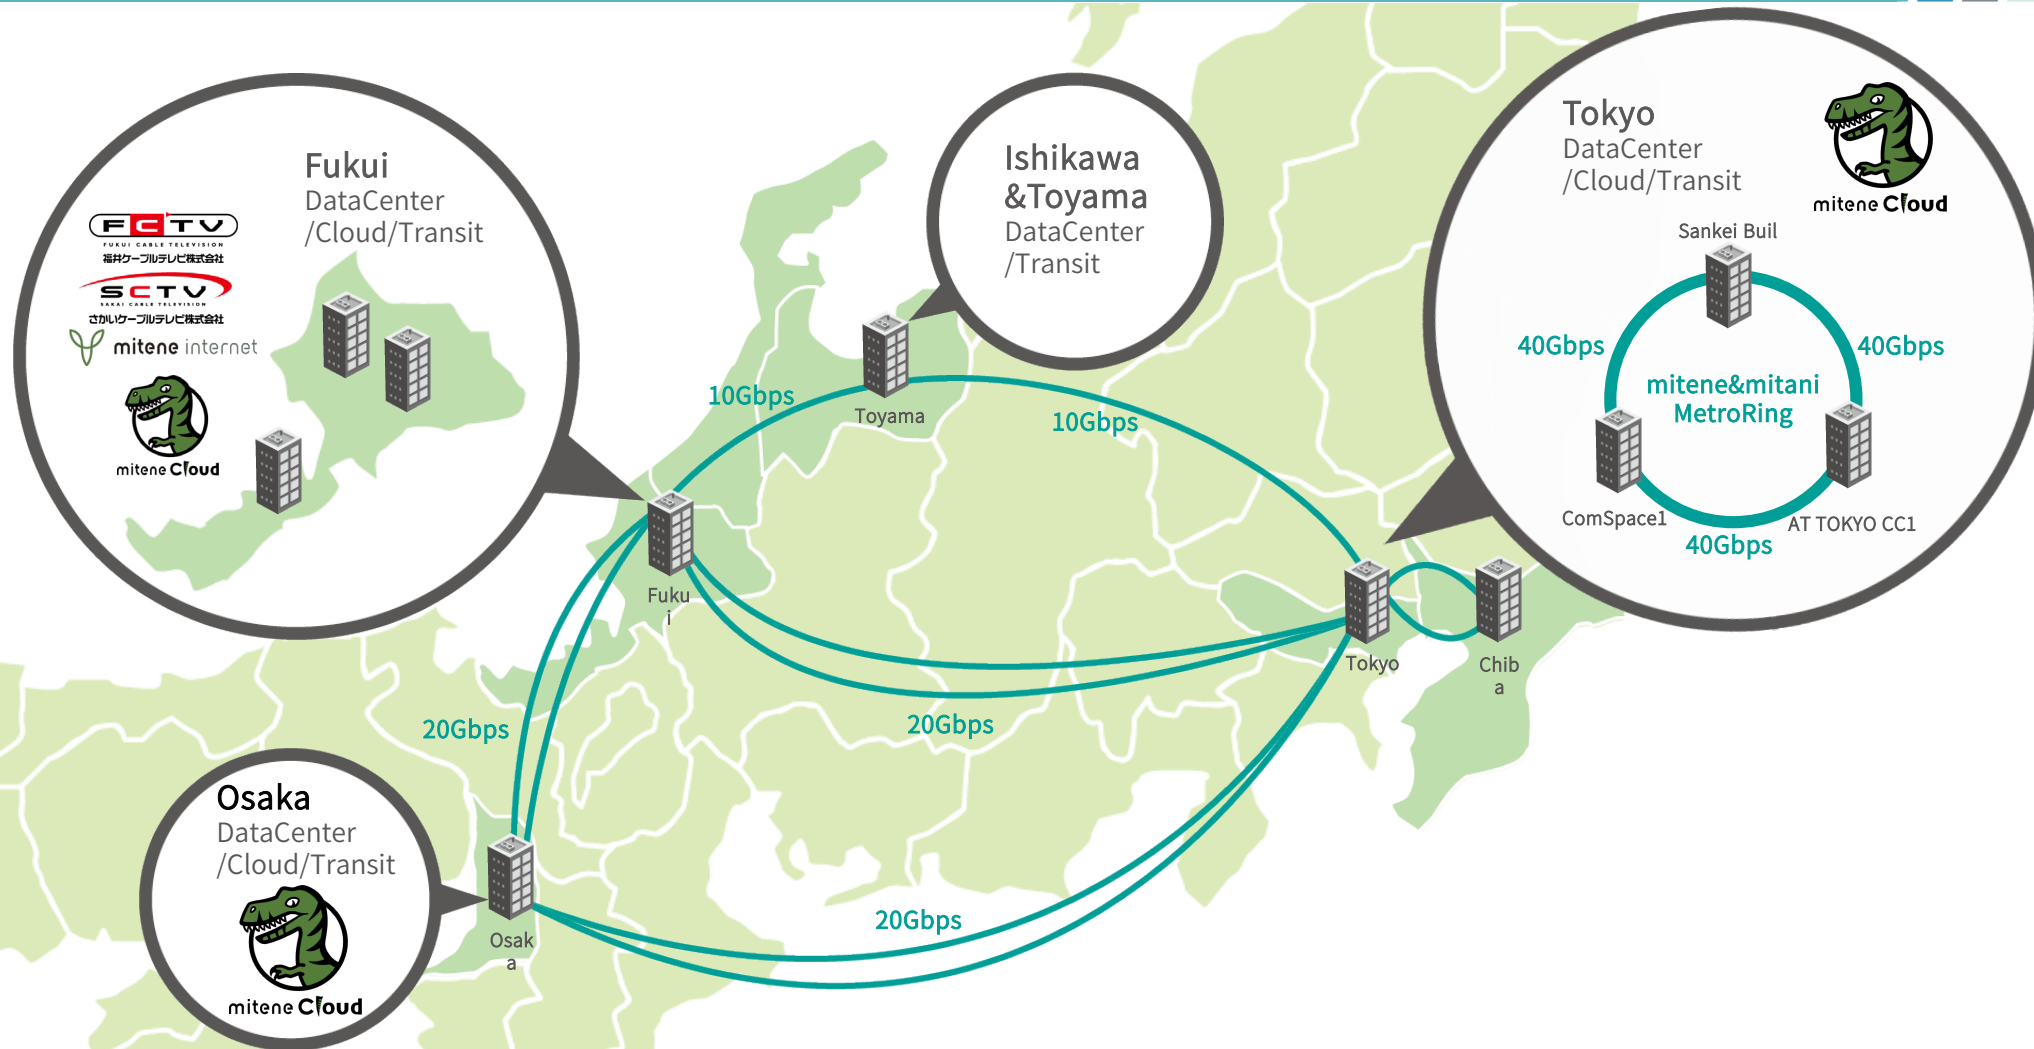 Fukui
DataCenter
/Cloud/Transit
FCTV
FUKUI CABLE TELEVISION
福井ケーブルテレビ株式会社
SCTV
SAKAI CABLE TELEVISION
さかいケーブルテレビ株式会社
mitene internet
mitene Cloud
Ishikawa
&Toyama
DataCenter
/Transit
Tokyo
DataCenter
/Cloud/Transit
mitene Cloud
Sankei Buil
40Gbps
40Gbps
mitene&mitani
MetroRing
ComSpace1
AT TOKYO CC1
40Gbps
10Gbps
Toyama
10Gbps
Fuku
i
Tokyo
Chib
a
20Gbps
20Gbps
Osaka
DataCenter
/Cloud/Transit
mitene Cloud
Osak
a
20Gbps